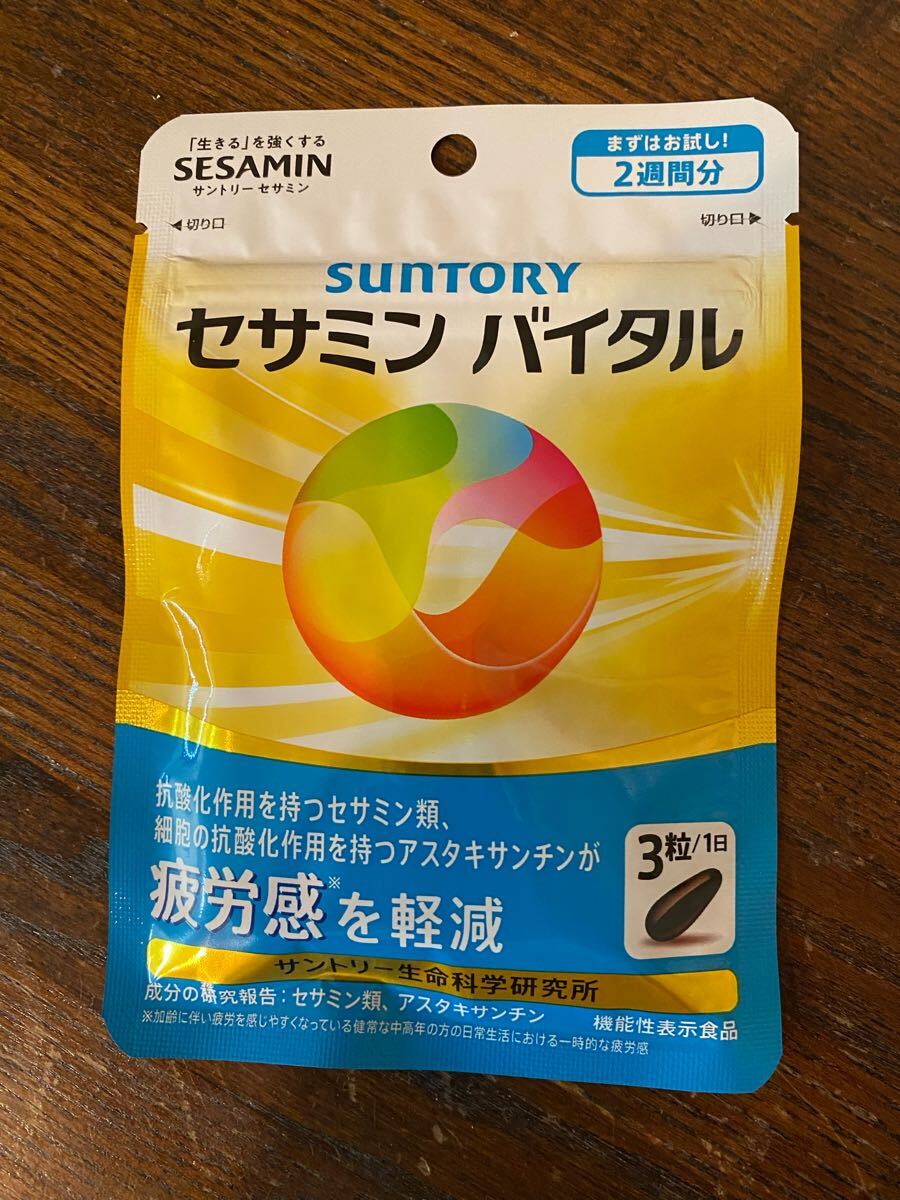 「生きる」を強くする
SESAMIN
サントリー セサミン
まずはお試し!
2週間分
◀切り口
切り口▶
SUNTORY
セサミン バイタル
抗酸化作用を持つセサミン類、
細胞の抗酸化作用を持つアスタキサンチンが
疲労感※を軽減
3粒/1日
サントリー生命科学研究所
成分の研究報告:セサミン類、アスタキサンチン
機能性表示食品
※加齢に伴い疲労を感じやすくなっている健常な中高年の方の日常生活における一時的な疲労感